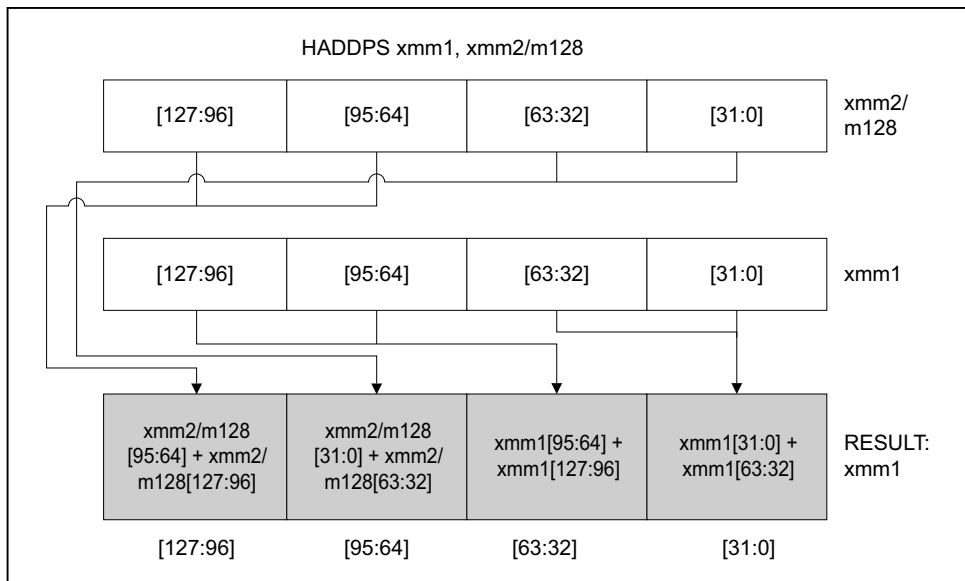 HADDPS xmm1, xmm2/m128
[127:96] [95:64] [63:32] [31:0] xmm2/
m128
[127:96] [95:64] [63:32] [31:0] xmm1
xmm2/m128
[95:64] + xmm2/
m128[127:96]
xmm2/m128
[31:0] + xmm2/
m128[63:32]
xmm1[95:64] +
xmm1[127:96]
xmm1[31:0] +
xmm1[63:32]
RESULT:
xmm1
[127:96] [95:64] [63:32] [31:0]